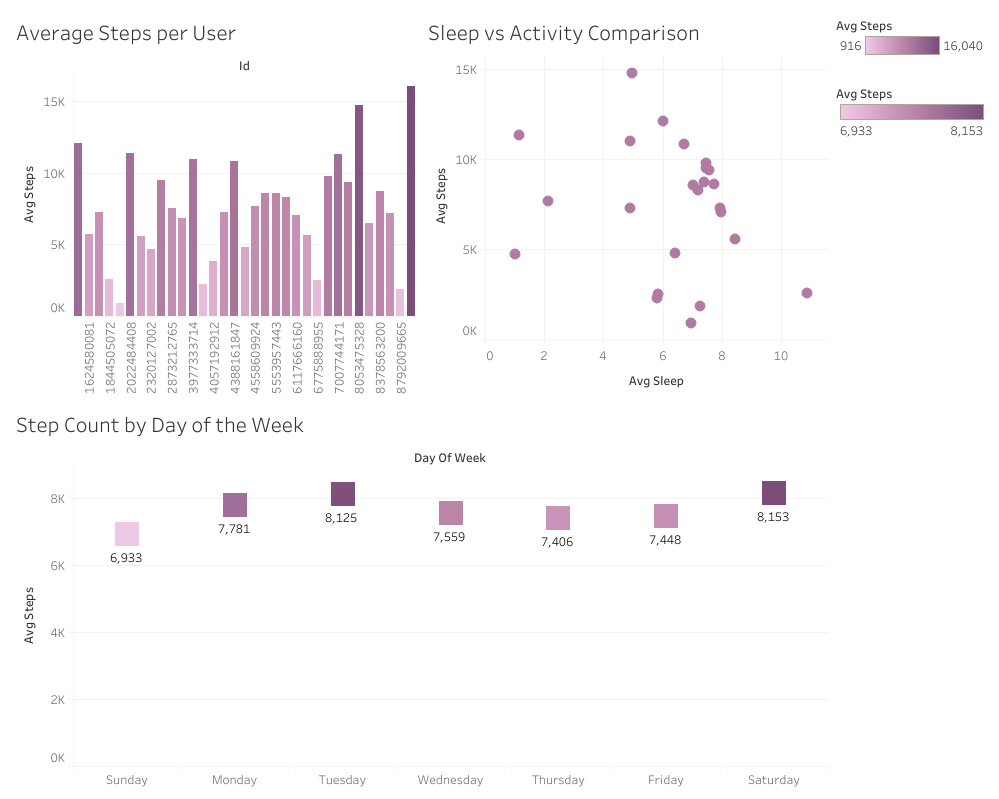 Average Steps per User
Id
Avg Steps
15K
10K
5K
0K
1624580081
1844505072
2022484408
2320127002
2873212765
3977333714
4057192912
4388161847
4558609924
5553957443
6117666160
6775888955
7007744171
8053475328
8378563200
8792009665
Sleep vs Activity Comparison
Avg Steps
15K
10K
5K
0K
0 2 4 6 8 10
Avg Sleep
Avg Steps
916 16,040
Avg Steps
6,933 8,153
Step Count by Day of the Week
Day Of Week
Avg Steps
8K
6K
4K
2K
0K
6,933
7,781
8,125
7,559
7,406
7,448
8,153
Sunday Monday Tuesday Wednesday Thursday Friday Saturday